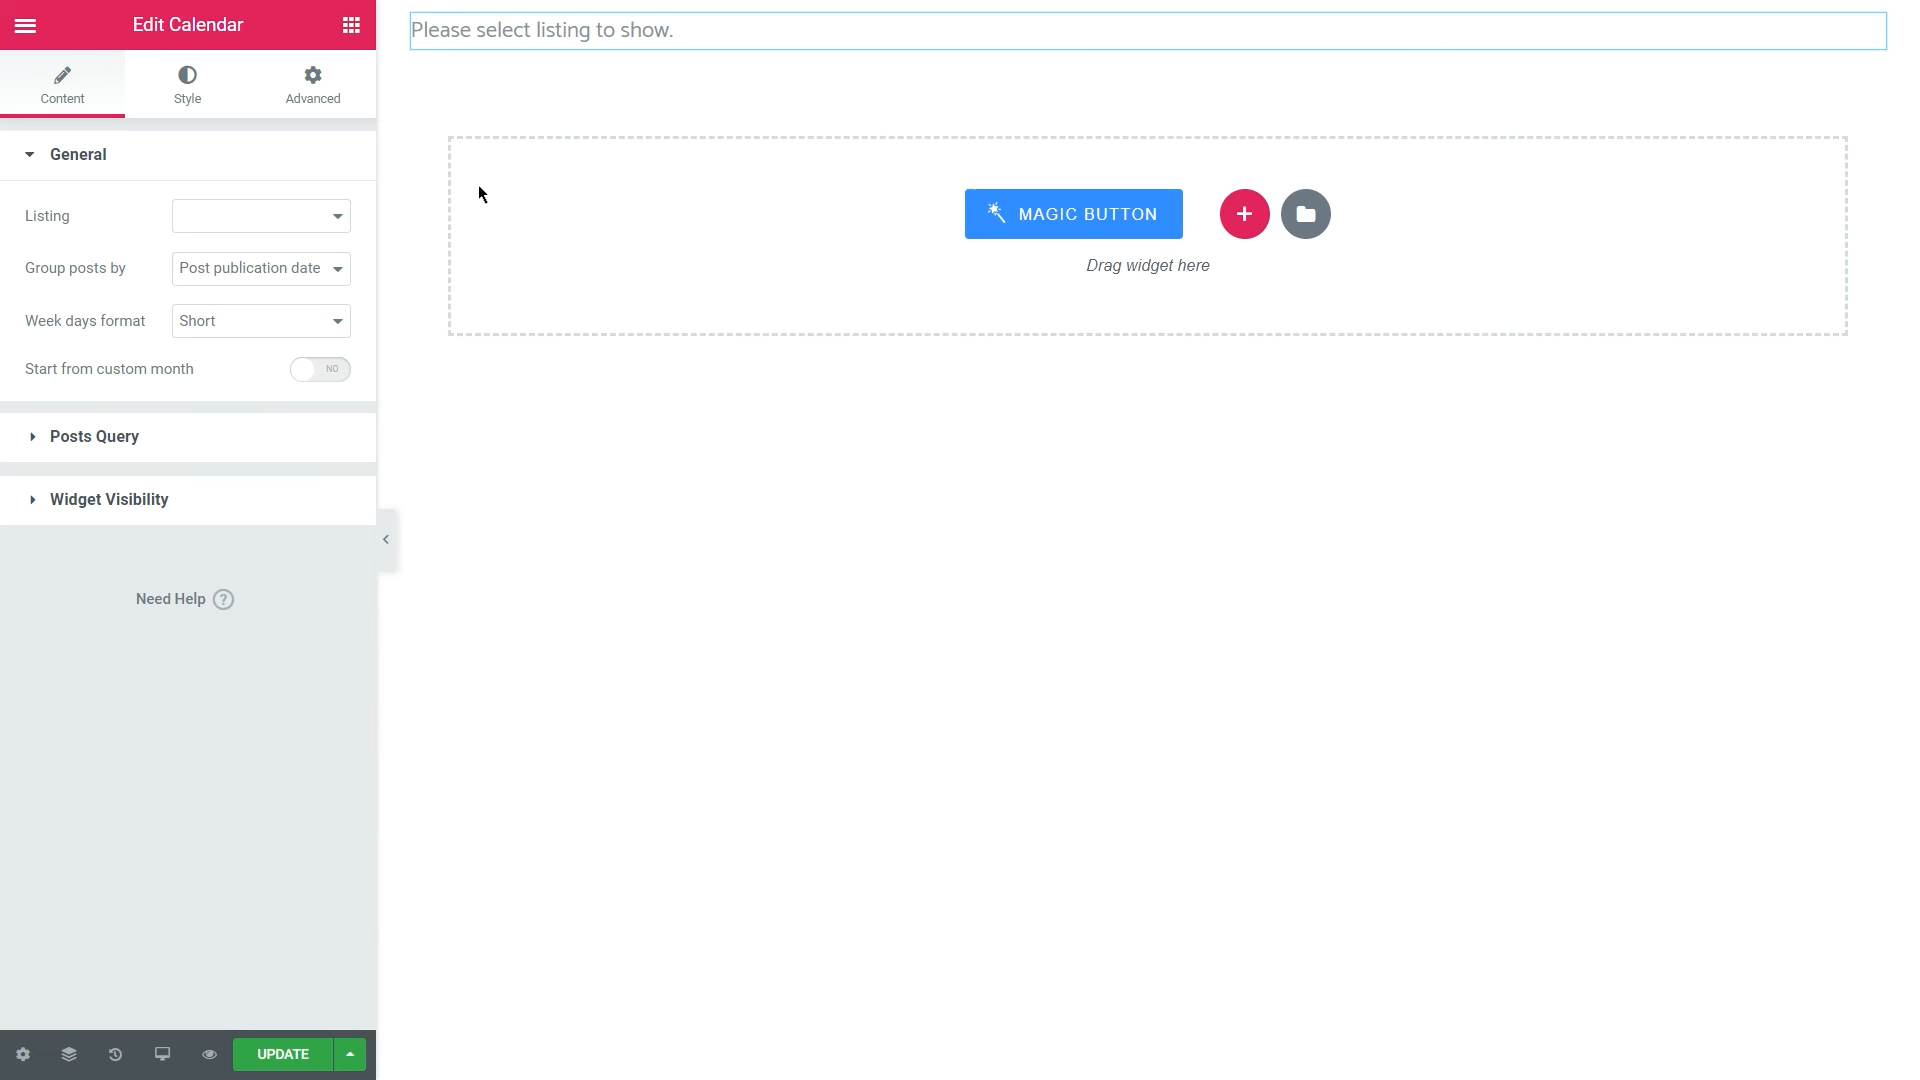 Edit Calendar
Content
Style
Advanced
General
Listing
Group posts by
Post publication date
Week days format
Short
Start from custom month
NO
Posts Query
Widget Visibility
Need Help ?
UPDATE
Please select listing to show.
MAGIC BUTTON
Drag widget here